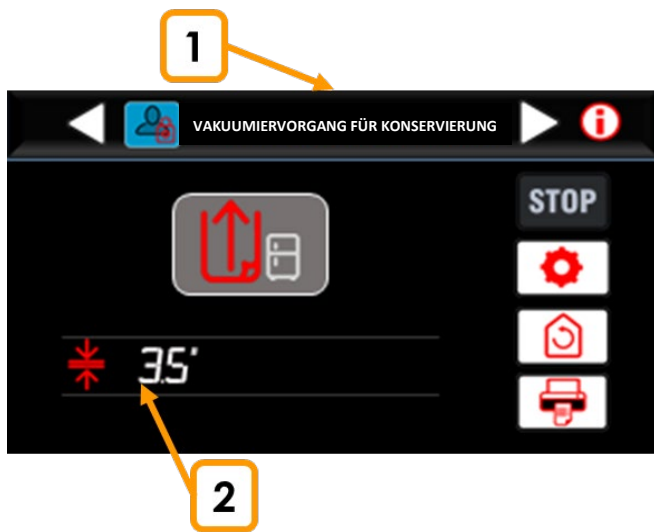 1
VAKUUMIERVORGANG FÜR KONSERVIERUNG
i
STOP
3.5"
2